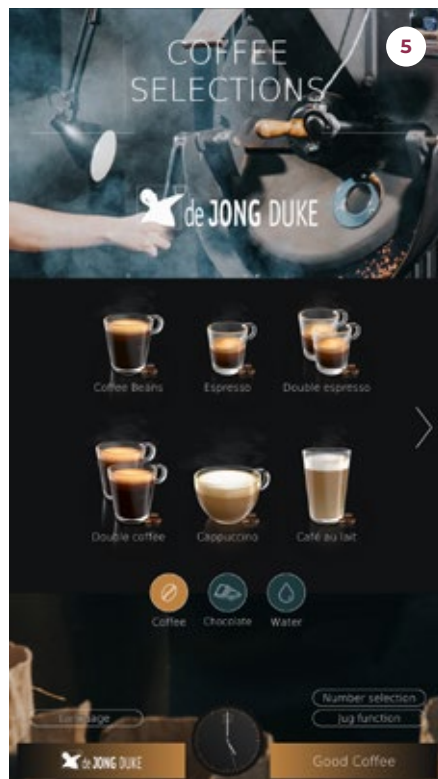 5
COFFEE
SELECTIONS
de JONG DUKE
Coffee Beans
Espresso
Double espresso
Double coffee
Cappuccino
Café au lait
Coffee
Chocolate
Water
Number selection
Language
Jug function
de JONG DUKE
Good Coffee